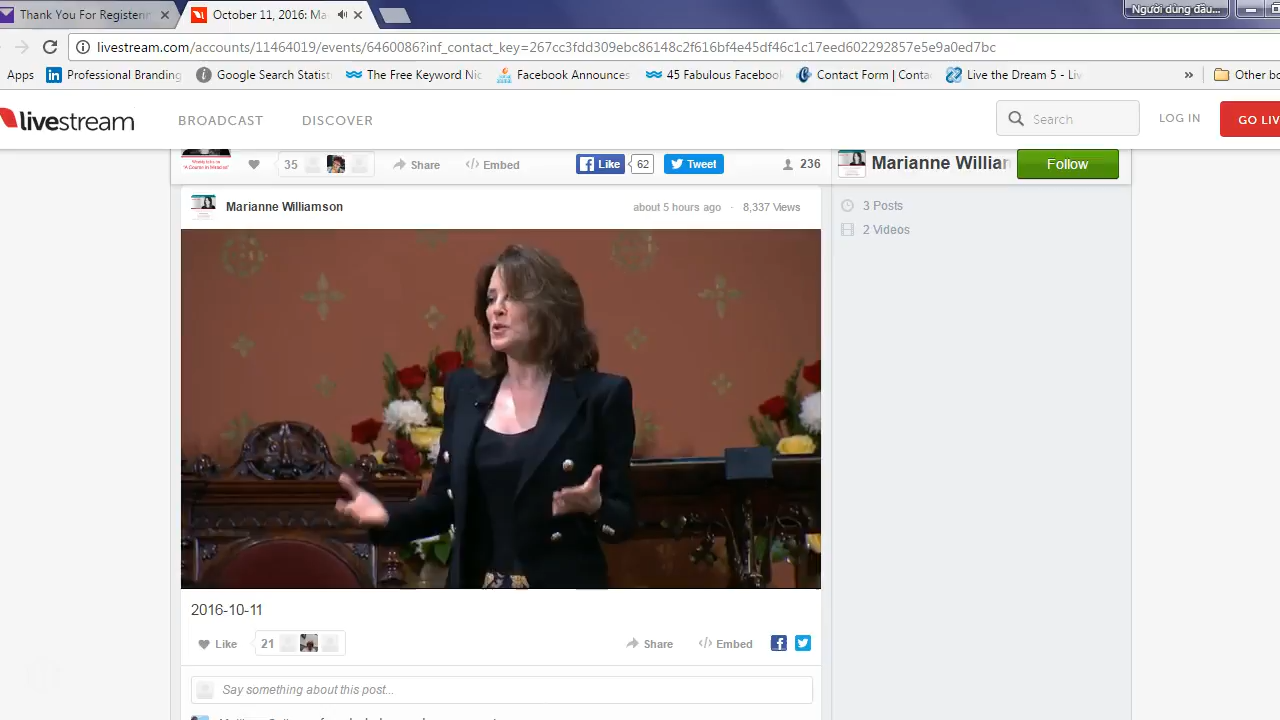 Thank You For Registenn
October 11, 2016: Ma
Người dùng đầu...
livestream.com/accounts/11464019/events/6460086?inf_contact_key=267cc3fdd309ebc86148c2f616bf4e45df46c1c17eed602292857e5e9a0ed7bc
Apps Professional Branding Google Search Statist The Free Keyword Nic Facebook Announces 45 Fabulous Facebook Contact Form | Conta Live the Dream 5 - Liv » Other bo
livestream BROADCAST DISCOVER Search LOG IN GO LIV
35 Share Embed Like 62 Tweet 236 Marianne Willian Follow
Marianne Williamson about 5 hours ago · 8,337 Views
3 Posts
2 Videos
2016-10-11
Like 21 Share Embed
Say something about this post...